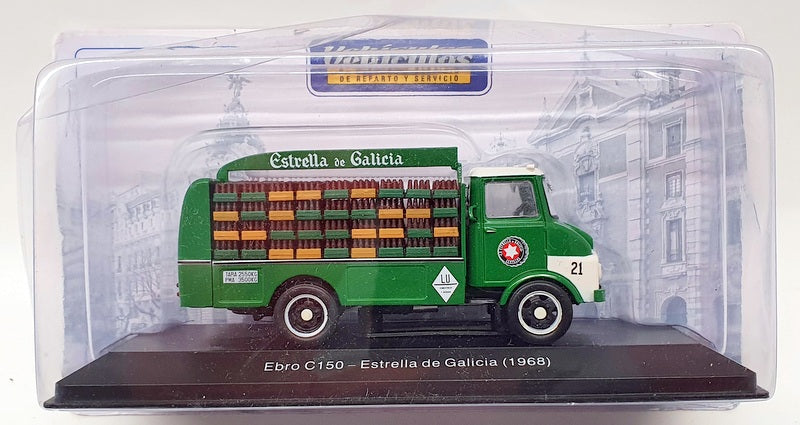 Vehículos
DE REPARTO Y SERVICIO
Estrella de Galicia
TARA 2550KG
PMA 3500KG
LU
21
Ebro C150 – Estrella de Galicia (1968)